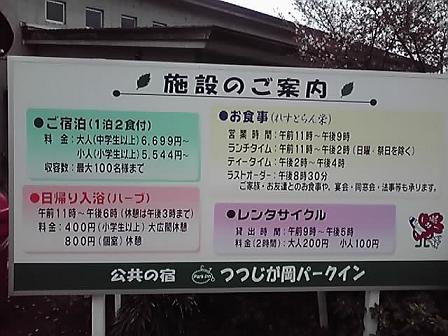 施設のご案内
●ご宿泊(1泊2食付)
料金:大人(中学生以上)6,699円~
小人(小学生以上)5,544円~
収容数:最大100名様まで
●日帰り入浴(ハーブ)
午前11時~午後6時(休憩は午後3時まで)
料金:400円(小学生以上)大広間休憩
800円(個室)休憩
●お食事(れすとらん栄)
営業時間:午前11時~午後9時
ランチタイム:午前11時~午後2時(日曜・祭日を除く)
ティータイム:午後2時~午後4時
ラストオーダー:午後8時30分
ご家族・お友達とのお食事や、宴会・同窓会・法事等も承ります。
●レンタサイクル
貸出時間:午前9時~午後5時
料金(2時間):大人200円 小人100円
公共の宿 Park Inn つつじが岡パークイン